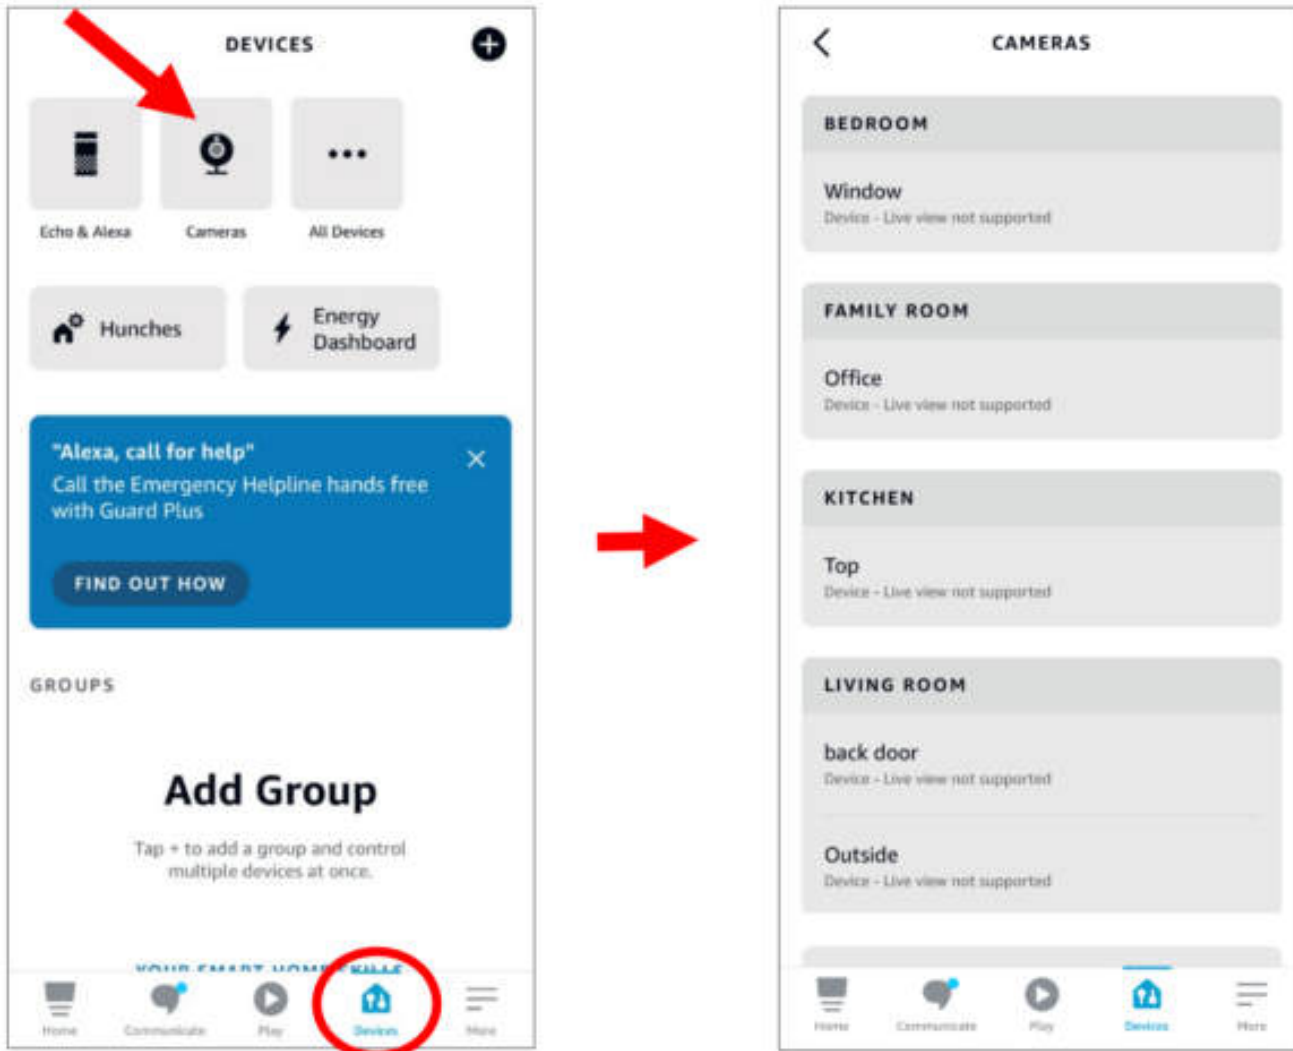 DEVICES
Echo & Alexa
Cameras
All Devices
Hunches
Energy
Dashboard
"Alexa, call for help"
Call the Emergency Helpline hands free
with Guard Plus
FIND OUT HOW
GROUPS
Add Group
Tap + to add a group and control
multiple devices at once.
YOUR SMART HOME SKILLS
Home
Communicate
Play
Devices
More
CAMERAS
BEDROOM
Window
Device - Live view not supported
FAMILY ROOM
Office
Device - Live view not supported
KITCHEN
Top
Device - Live view not supported
LIVING ROOM
back door
Device - Live view not supported
Outside
Device - Live view not supported
Home
Communicate
Play
Devices
More